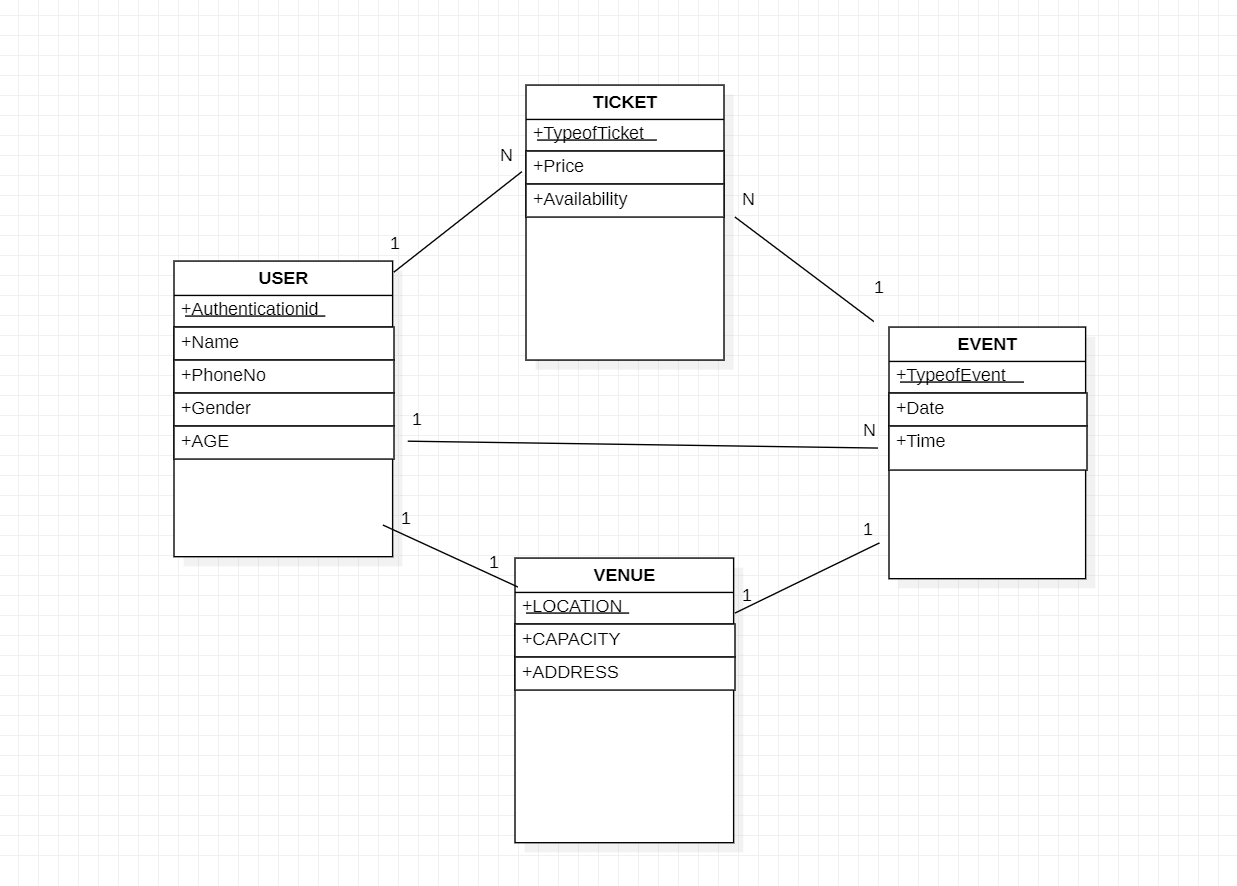 TICKET
+TypeofTicket
+Price
+Availability
N
N
1
1
USER
+Authenticationid
+Name
+PhoneNo
+Gender
+AGE
EVENT
+TypeofEvent
+Date
+Time
1
N
1
1
1
1
VENUE
+LOCATION
+CAPACITY
+ADDRESS